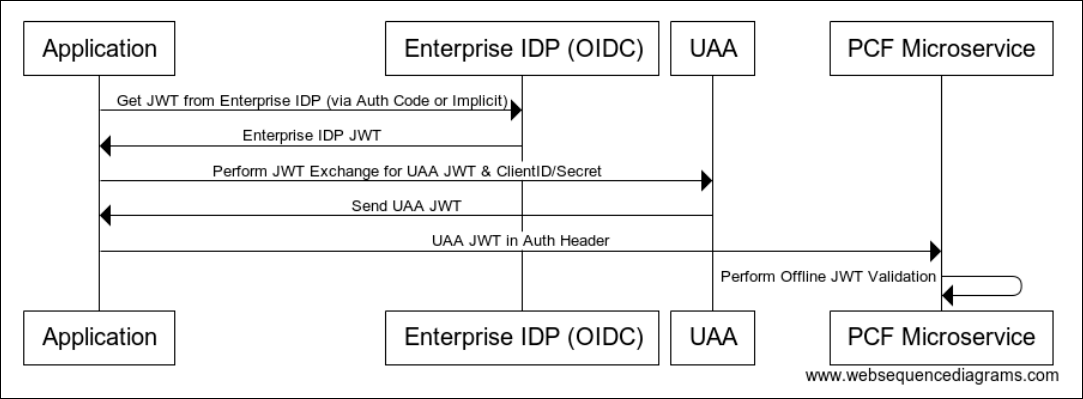 Application
Enterprise IDP (OIDC)
UAA
PCF Microservice
Get JWT from Enterprise IDP (via Auth Code or Implicit)
Enterprise IDP JWT
Perform JWT Exchange for UAA JWT & ClientID/Secret
Send UAA JWT
UAA JWT in Auth Header
Perform Offline JWT Validation
Application
Enterprise IDP (OIDC)
UAA
PCF Microservice
www.websequencediagrams.com